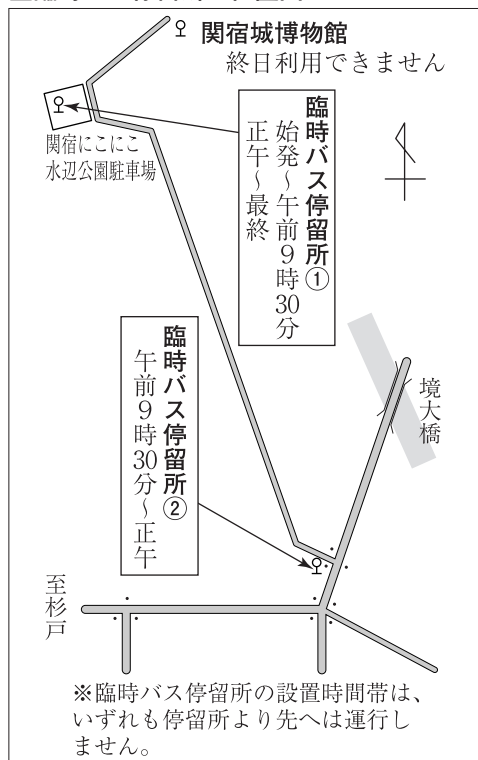 関宿城博物館
終日利用できません
関宿にこにこ
水辺公園駐車場
臨時バス停留所①
始発～午前9時30分
正午～最終
臨時バス停留所②
午前9時30分～正午
境大橋
至杉戸
※臨時バス停留所の設置時間帯は、
いずれも停留所より先へは運行し
ません。